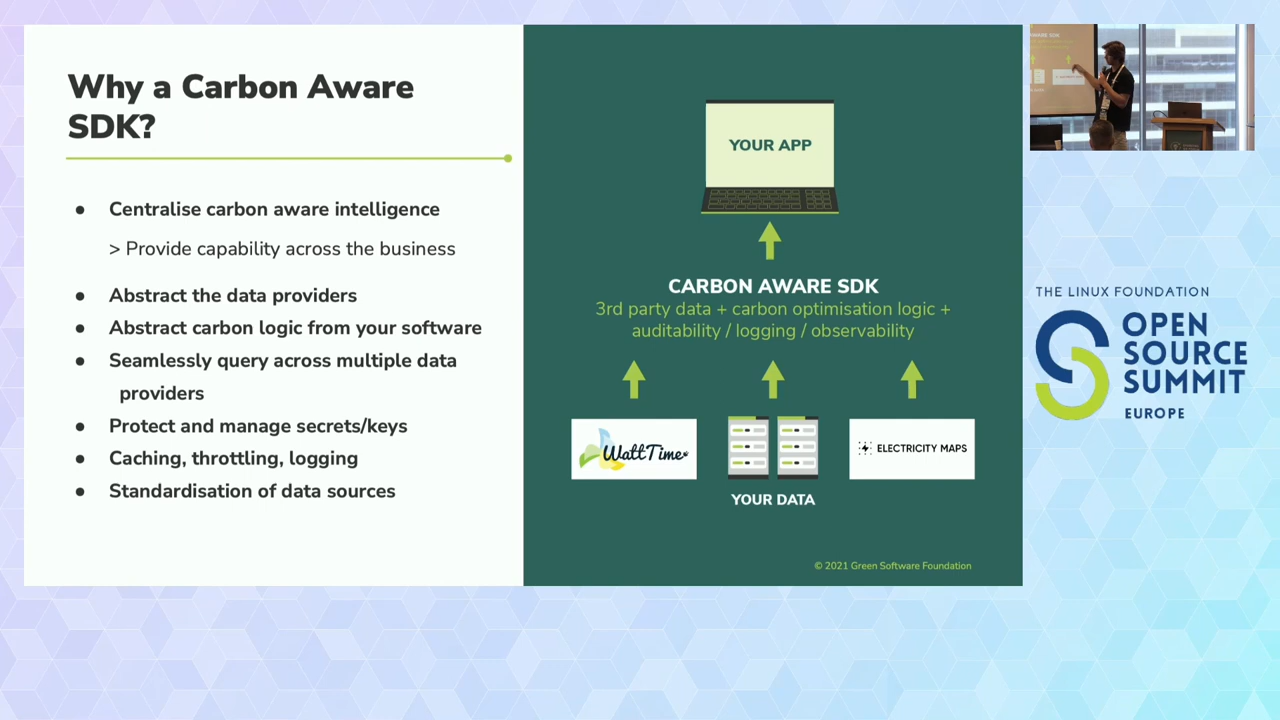 Why a Carbon Aware
SDK?
● Centralise carbon aware intelligence
> Provide capability across the business
● Abstract the data providers
● Abstract carbon logic from your software
● Seamlessly query across multiple data
providers
● Protect and manage secrets/keys
● Caching, throttling, logging
● Standardisation of data sources
YOUR APP
CARBON AWARE SDK
3rd party data + carbon optimisation logic +
auditability / logging / observability
WattTime
YOUR DATA
ELECTRICITY MAPS
© 2021 Green Software Foundation
THE LINUX FOUNDATION
OPEN
SOURCE
SUMMIT
EUROPE